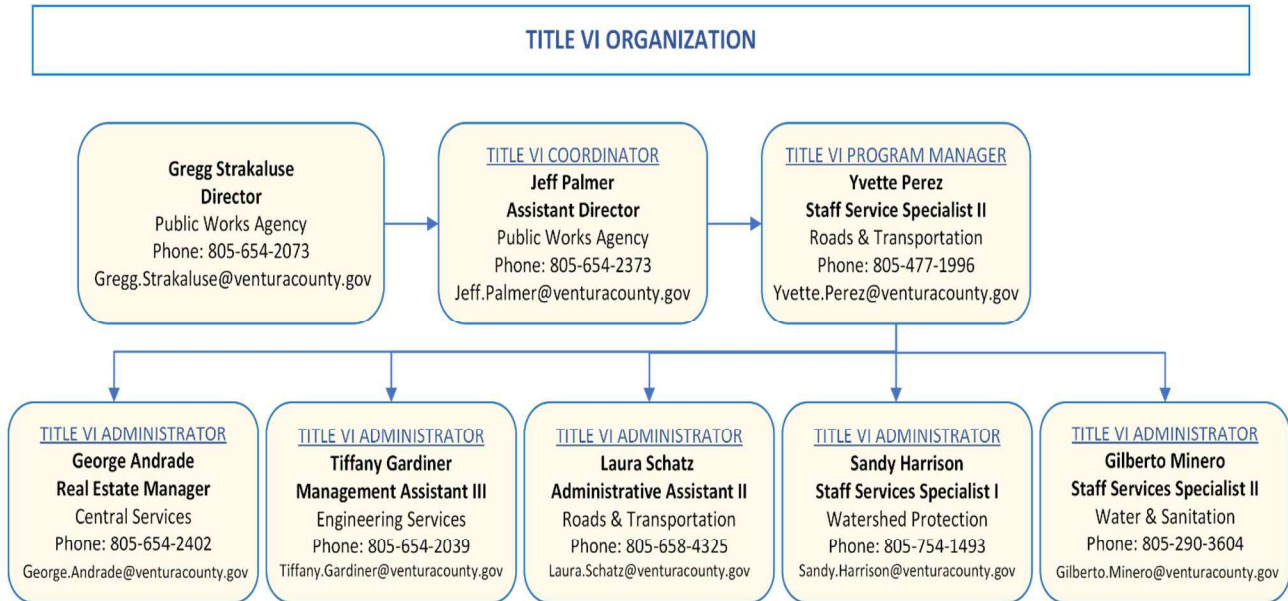 TITLE VI ORGANIZATION
Gregg Strakaluse
Director
Public Works Agency
Phone: 805-654-2073
Gregg.Strakaluse@venturacounty.gov
TITLE VI COORDINATOR
Jeff Palmer
Assistant Director
Public Works Agency
Phone: 805-654-2373
Jeff.Palmer@venturacounty.gov
TITLE VI PROGRAM MANAGER
Yvette Perez
Staff Service Specialist II
Roads & Transportation
Phone: 805-477-1996
Yvette.Perez@venturacounty.gov
TITLE VI ADMINISTRATOR
George Andrade
Real Estate Manager
Central Services
Phone: 805-654-2402
George.Andrade@venturacounty.gov
TITLE VI ADMINISTRATOR
Tiffany Gardiner
Management Assistant III
Engineering Services
Phone: 805-654-2039
Tiffany.Gardiner@venturacounty.gov
TITLE VI ADMINISTRATOR
Laura Schatz
Administrative Assistant II
Roads & Transportation
Phone: 805-658-4325
Laura.Schatz@venturacounty.gov
TITLE VI ADMINISTRATOR
Sandy Harrison
Staff Services Specialist I
Watershed Protection
Phone: 805-754-1493
Sandy.Harrison@venturacounty.gov
TITLE VI ADMINISTRATOR
Gilberto Minero
Staff Services Specialist II
Water & Sanitation
Phone: 805-290-3604
Gilberto.Minero@venturacounty.gov